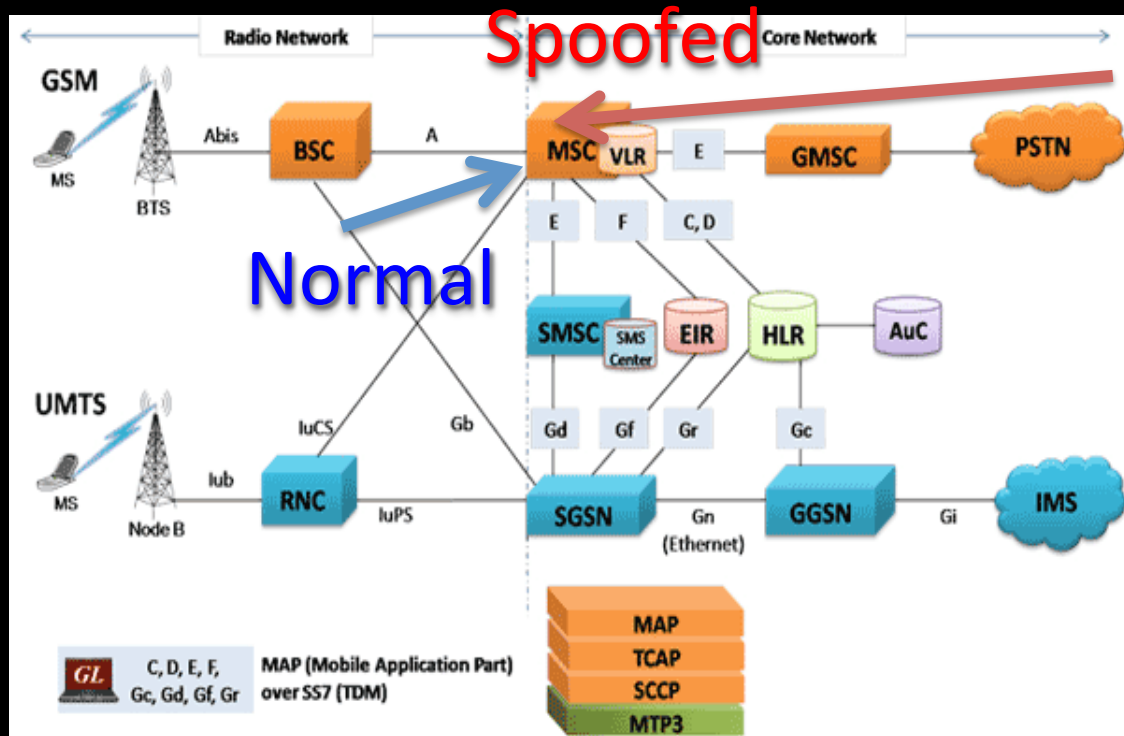 Radio Network
Spoofed
Core Network
GSM
MS
BTS
Abis
BSC
A
MSC
VLR
E
GMSC
PSTN
Normal
E
F
C, D
SMSC
SMS
Center
EIR
HLR
AuC
UMTS
MS
Node B
Iub
IuCS
Gb
Gd
Gf
Gr
Gc
RNC
IuPS
SGSN
Gn
(Ethernet)
GGSN
Gi
IMS
MAP
TCAP
SCCP
MTP3
GL
C, D, E, F,
Gc, Gd, Gf, Gr
MAP (Mobile Application Part)
over SS7 (TDM)